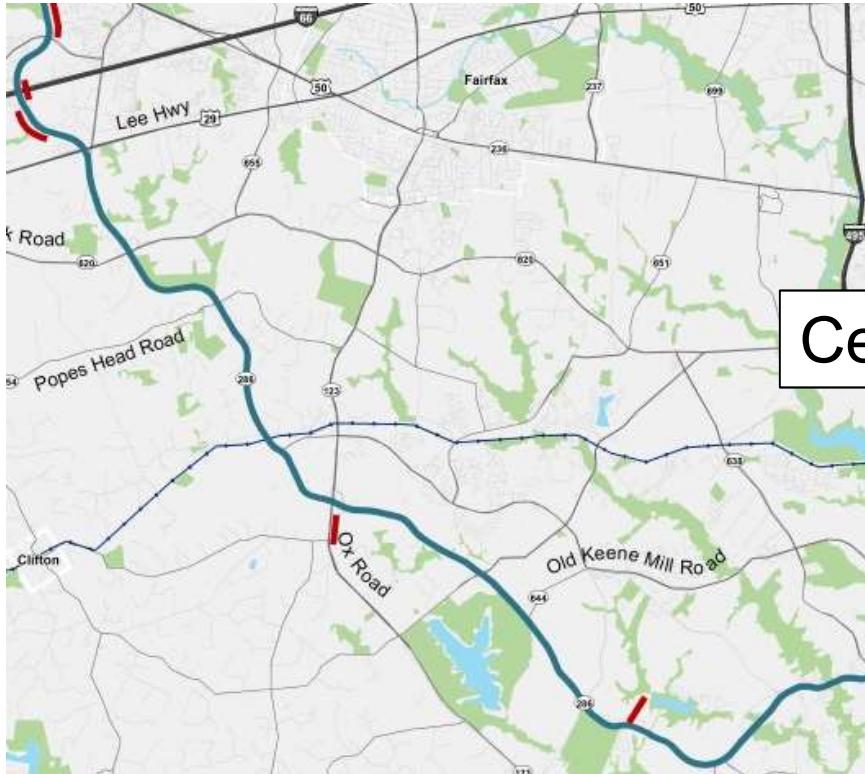 50
66
Fairfax
50
237
699
Lee Hwy
29
236
655
k Road
620
495
620
651
Ce
Popes Head Road
286
123
638
Clifton
Ox Road
Old Keene Mill Road
644
286
123